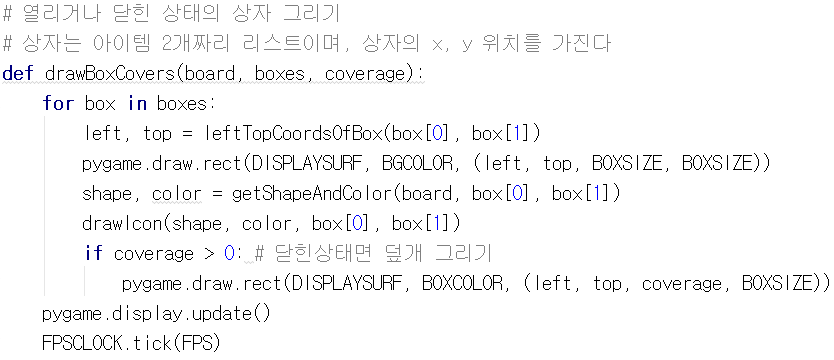 # 열리거나 닫힌 상태의 상자 그리기
# 상자는 아이템 2개짜리 리스트이며, 상자의 x, y 위치를 가진다
def drawBoxCovers(board, boxes, coverage):
    for box in boxes:
        left, top = leftTopCoordsOfBox(box[0], box[1])
        pygame.draw.rect(DISPLAYSURF, BGCOLOR, (left, top, BOXSIZE, BOXSIZE))
        shape, color = getShapeAndColor(board, box[0], box[1])
        drawIcon(shape, color, box[0], box[1])
        if coverage > 0: # 닫힌상태면 덮개 그리기
            pygame.draw.rect(DISPLAYSURF, BOXCOLOR, (left, top, coverage, BOXSIZE))
    pygame.display.update()
    FPSCLOCK.tick(FPS)